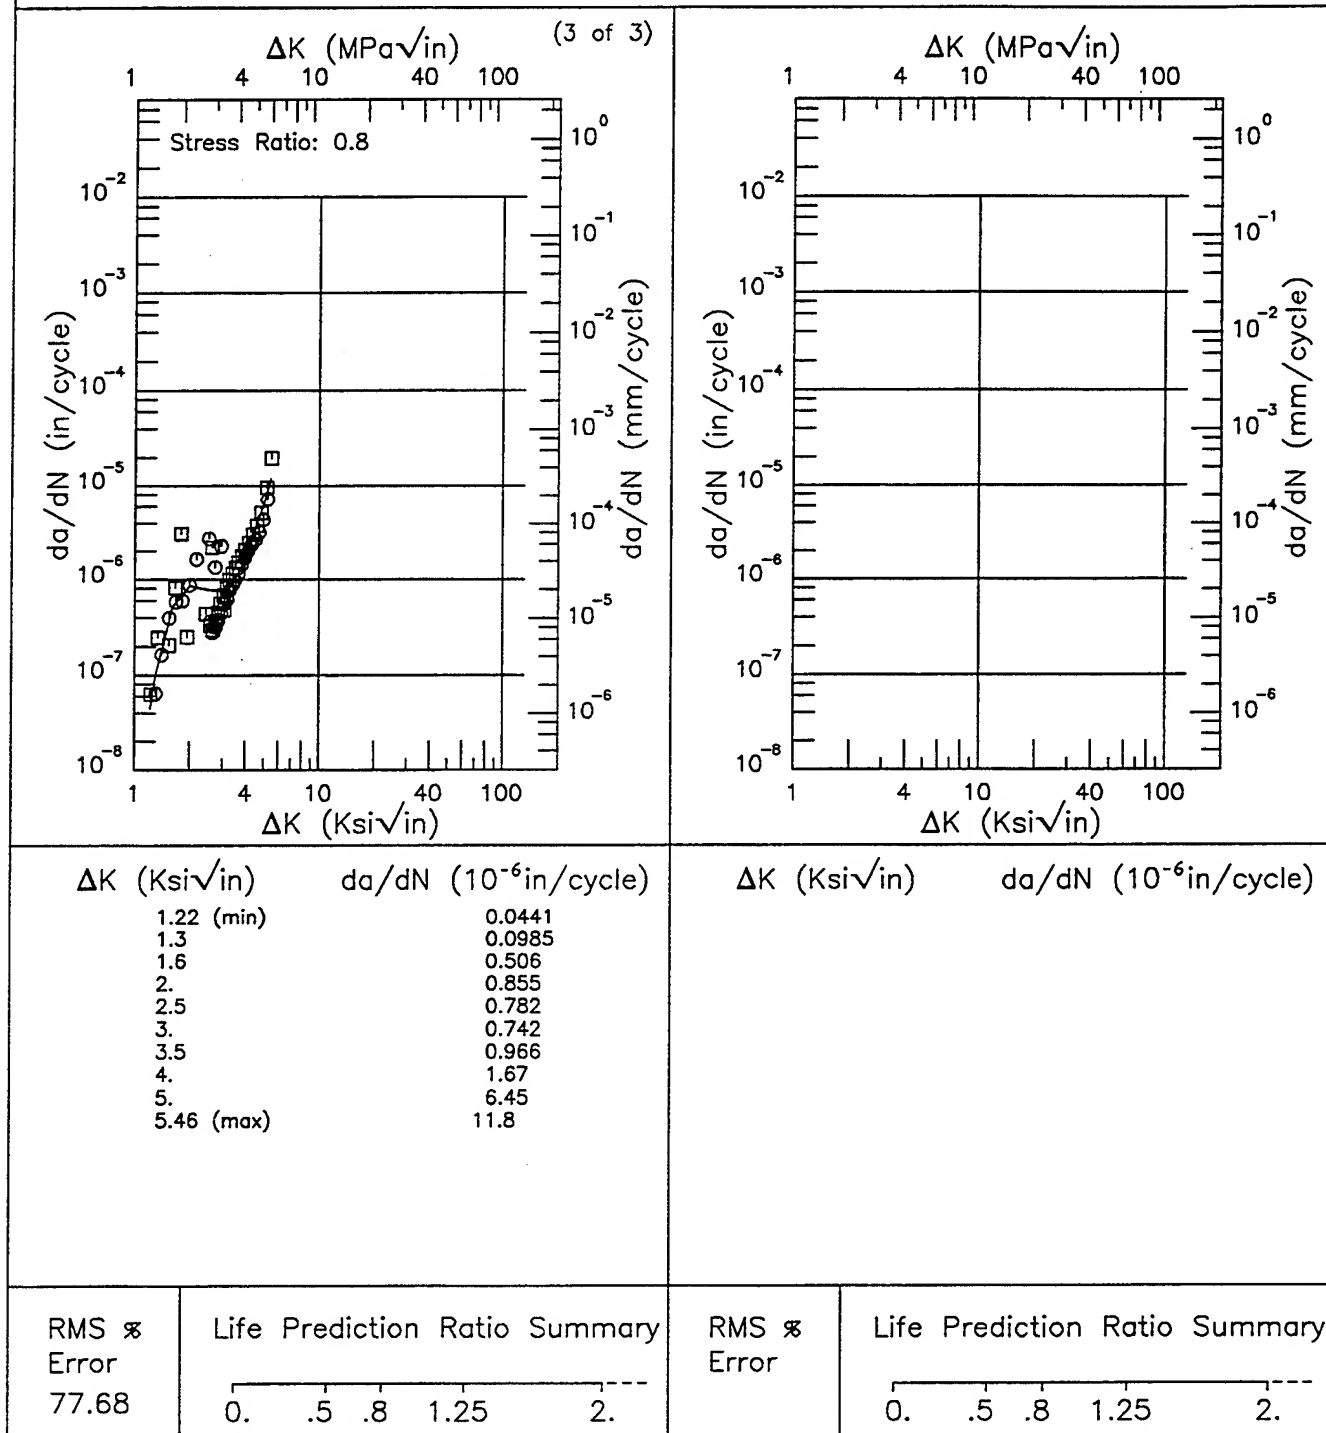 (3 of 3)
ΔK (MPa√in)
1 4 10 40 100
Stress Ratio: 0.8
10⁰
10⁻²
10⁻¹
10⁻³
10⁻²
10⁻⁴
10⁻³
10⁻⁵
10⁻⁴
10⁻⁶
10⁻⁵
10⁻⁷
10⁻⁶
10⁻⁸
da/dN (in/cycle)
da/dN (mm/cycle)
1 4 10 40 100
ΔK (Ksi√in)
ΔK (MPa√in)
1 4 10 40 100
10⁰
10⁻²
10⁻¹
10⁻³
10⁻²
10⁻⁴
10⁻³
10⁻⁵
10⁻⁴
10⁻⁶
10⁻⁵
10⁻⁷
10⁻⁶
10⁻⁸
da/dN (in/cycle)
da/dN (mm/cycle)
1 4 10 40 100
ΔK (Ksi√in)
ΔK (Ksi√in) da/dN (10⁻⁶in/cycle)
1.22 (min) 0.0441
1.3 0.0985
1.6 0.506
2. 0.855
2.5 0.782
3. 0.742
3.5 0.966
4. 1.67
5. 6.45
5.46 (max) 11.8
ΔK (Ksi√in) da/dN (10⁻⁶in/cycle)
RMS %
Error
77.68
Life Prediction Ratio Summary
0. .5 .8 1.25 2.
RMS %
Error
Life Prediction Ratio Summary
0. .5 .8 1.25 2.